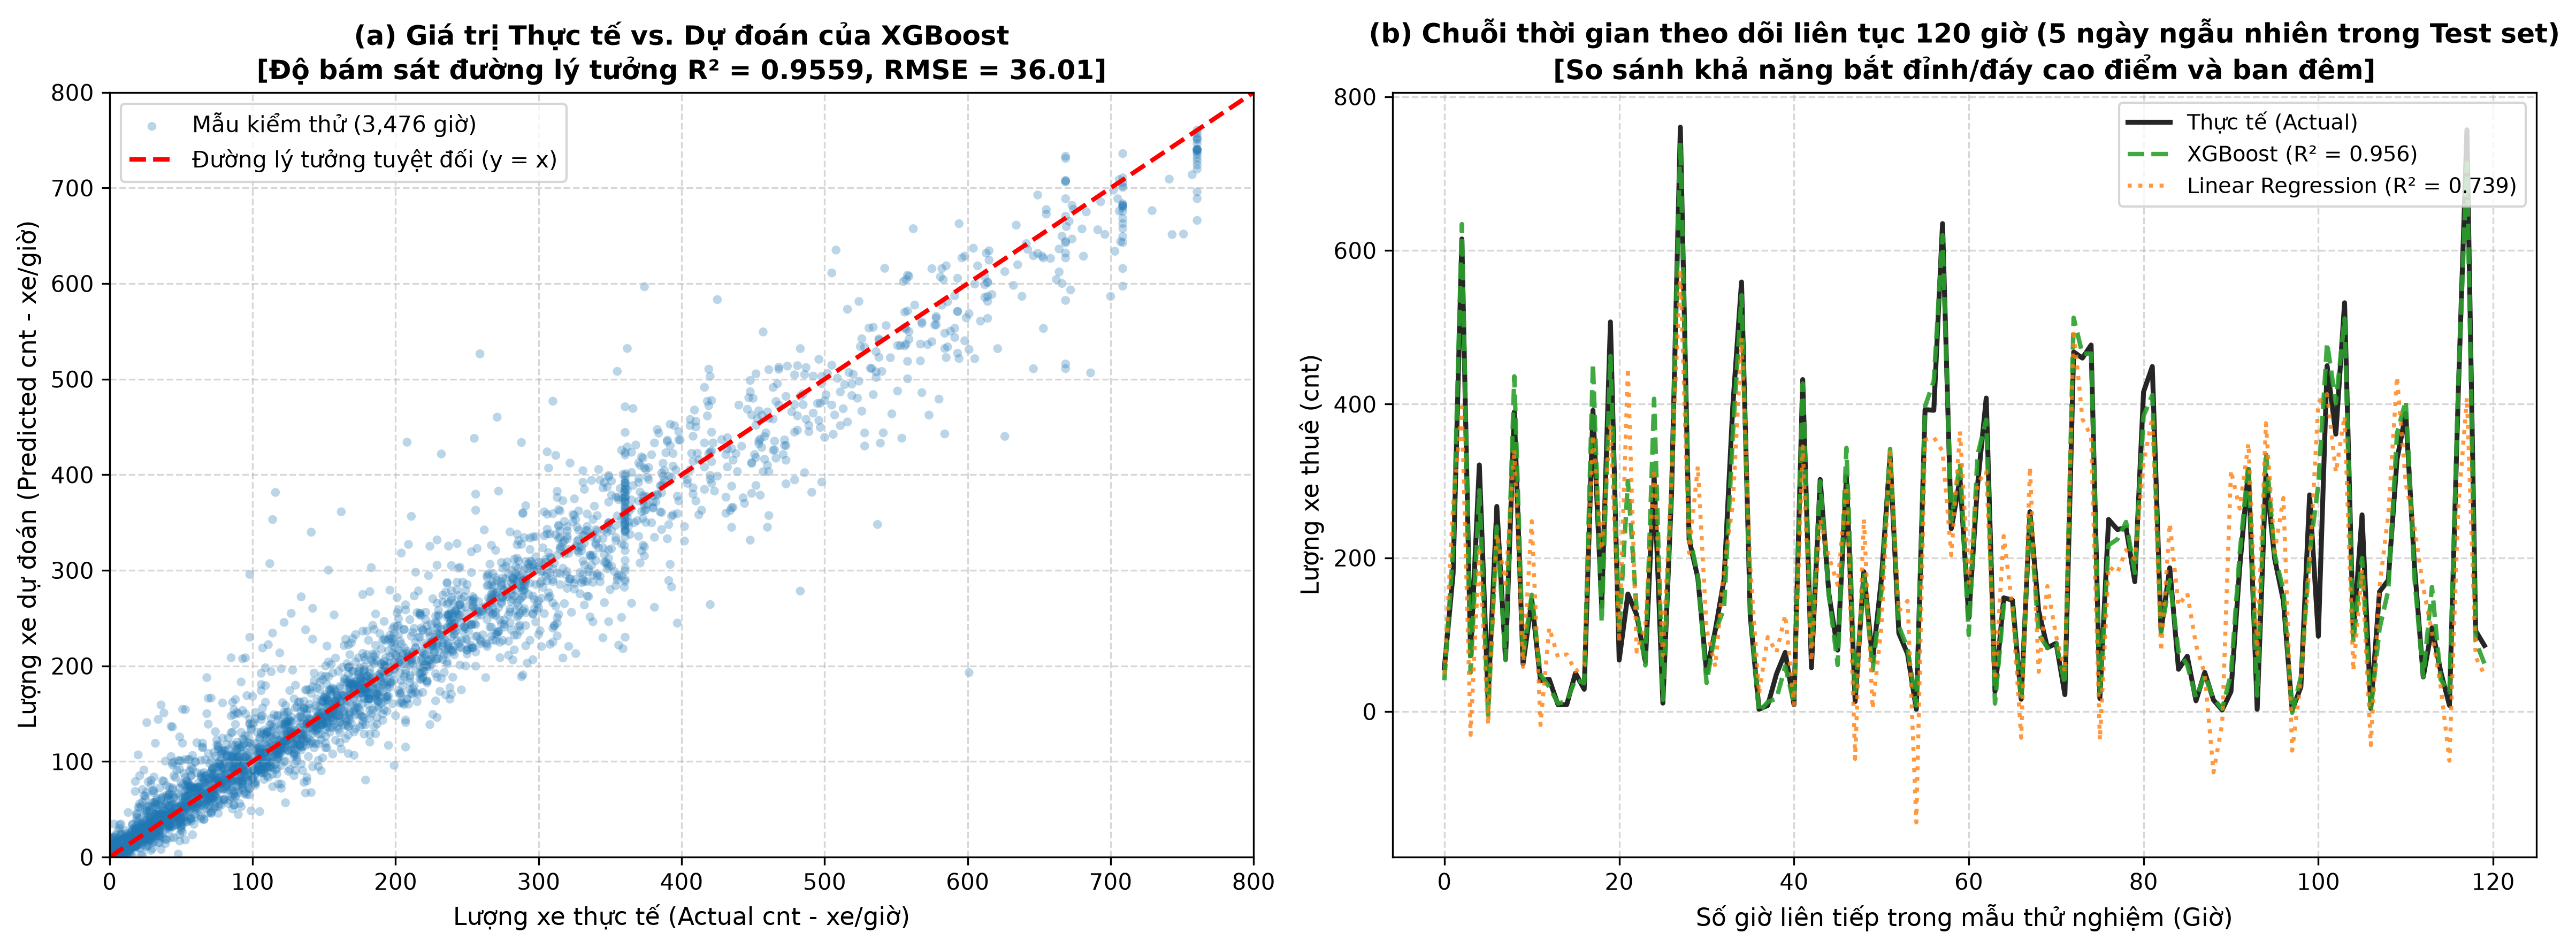 (a) Giá trị Thực tế vs. Dự đoán của XGBoost
[Độ bám sát đường lý tưởng R² = 0.9559, RMSE = 36.01]
Mẫu kiểm thử (3,476 giờ)
Đường lý tưởng tuyệt đối (y = x)
Lượng xe dự đoán (Predicted cnt - xe/giờ)
800
700
600
500
400
300
200
100
0
0 100 200 300 400 500 600 700 800
Lượng xe thực tế (Actual cnt - xe/giờ)
(b) Chuỗi thời gian theo dõi liên tục 120 giờ (5 ngày ngẫu nhiên trong Test set)
[So sánh khả năng bắt đỉnh/đáy cao điểm và ban đêm]
Thực tế (Actual)
XGBoost (R² = 0.956)
Linear Regression (R² = 0.739)
Lượng xe thuê (cnt)
800
600
400
200
0
0 20 40 60 80 100 120
Số giờ liên tiếp trong mẫu thử nghiệm (Giờ)